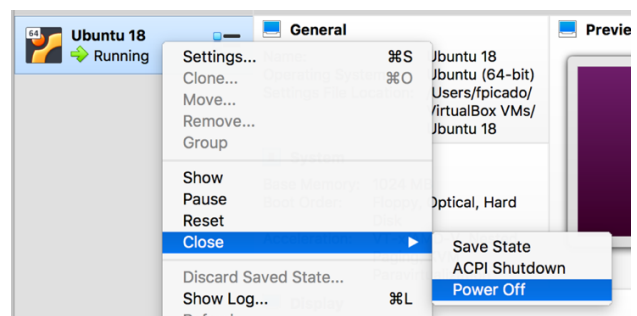 64
Ubuntu 18
Running
General
Previe
Settings... ⌘S
Clone... ⌘O
Move...
Remove...
Group
Show
Pause
Reset
Close
Discard Saved State...
Show Log... ⌘L
Ubuntu 18
Ubuntu (64-bit)
/Users/fpicado/
VirtualBox VMs/
Ubuntu 18
Optical, Hard
Save State
ACPI Shutdown
Power Off